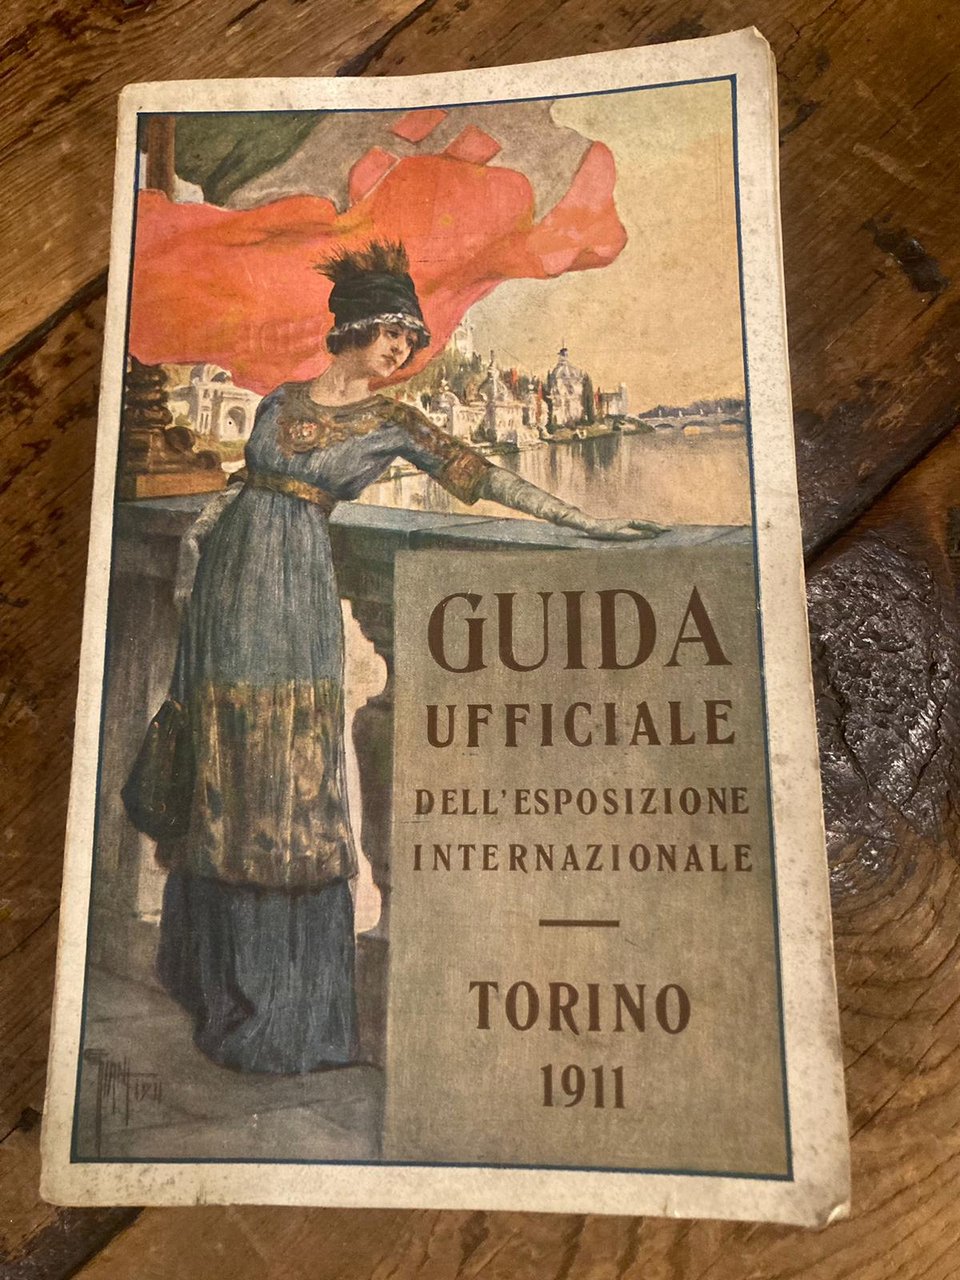 GUIDA
UFFICIALE
DELL'ESPOSIZIONE
INTERNAZIONALE
TORINO
1911